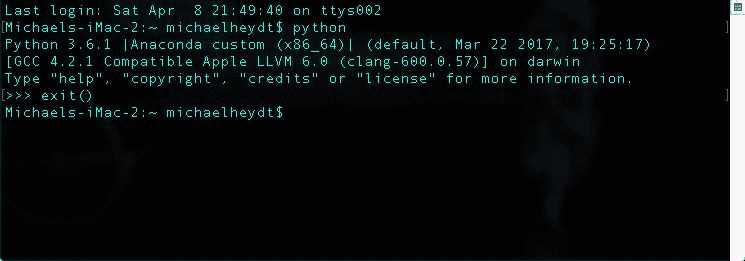 Last login: Sat Apr  8 21:49:40 on ttys002
[Michaels-iMac-2:~ michaelheydt$ python ]
Python 3.6.1 |Anaconda custom (x86_64)| (default, Mar 22 2017, 19:25:17)
[GCC 4.2.1 Compatible Apple LLVM 6.0 (clang-600.0.57)] on darwin
Type "help", "copyright", "credits" or "license" for more information.
[>>> exit() ]
Michaels-iMac-2:~ michaelheydt$